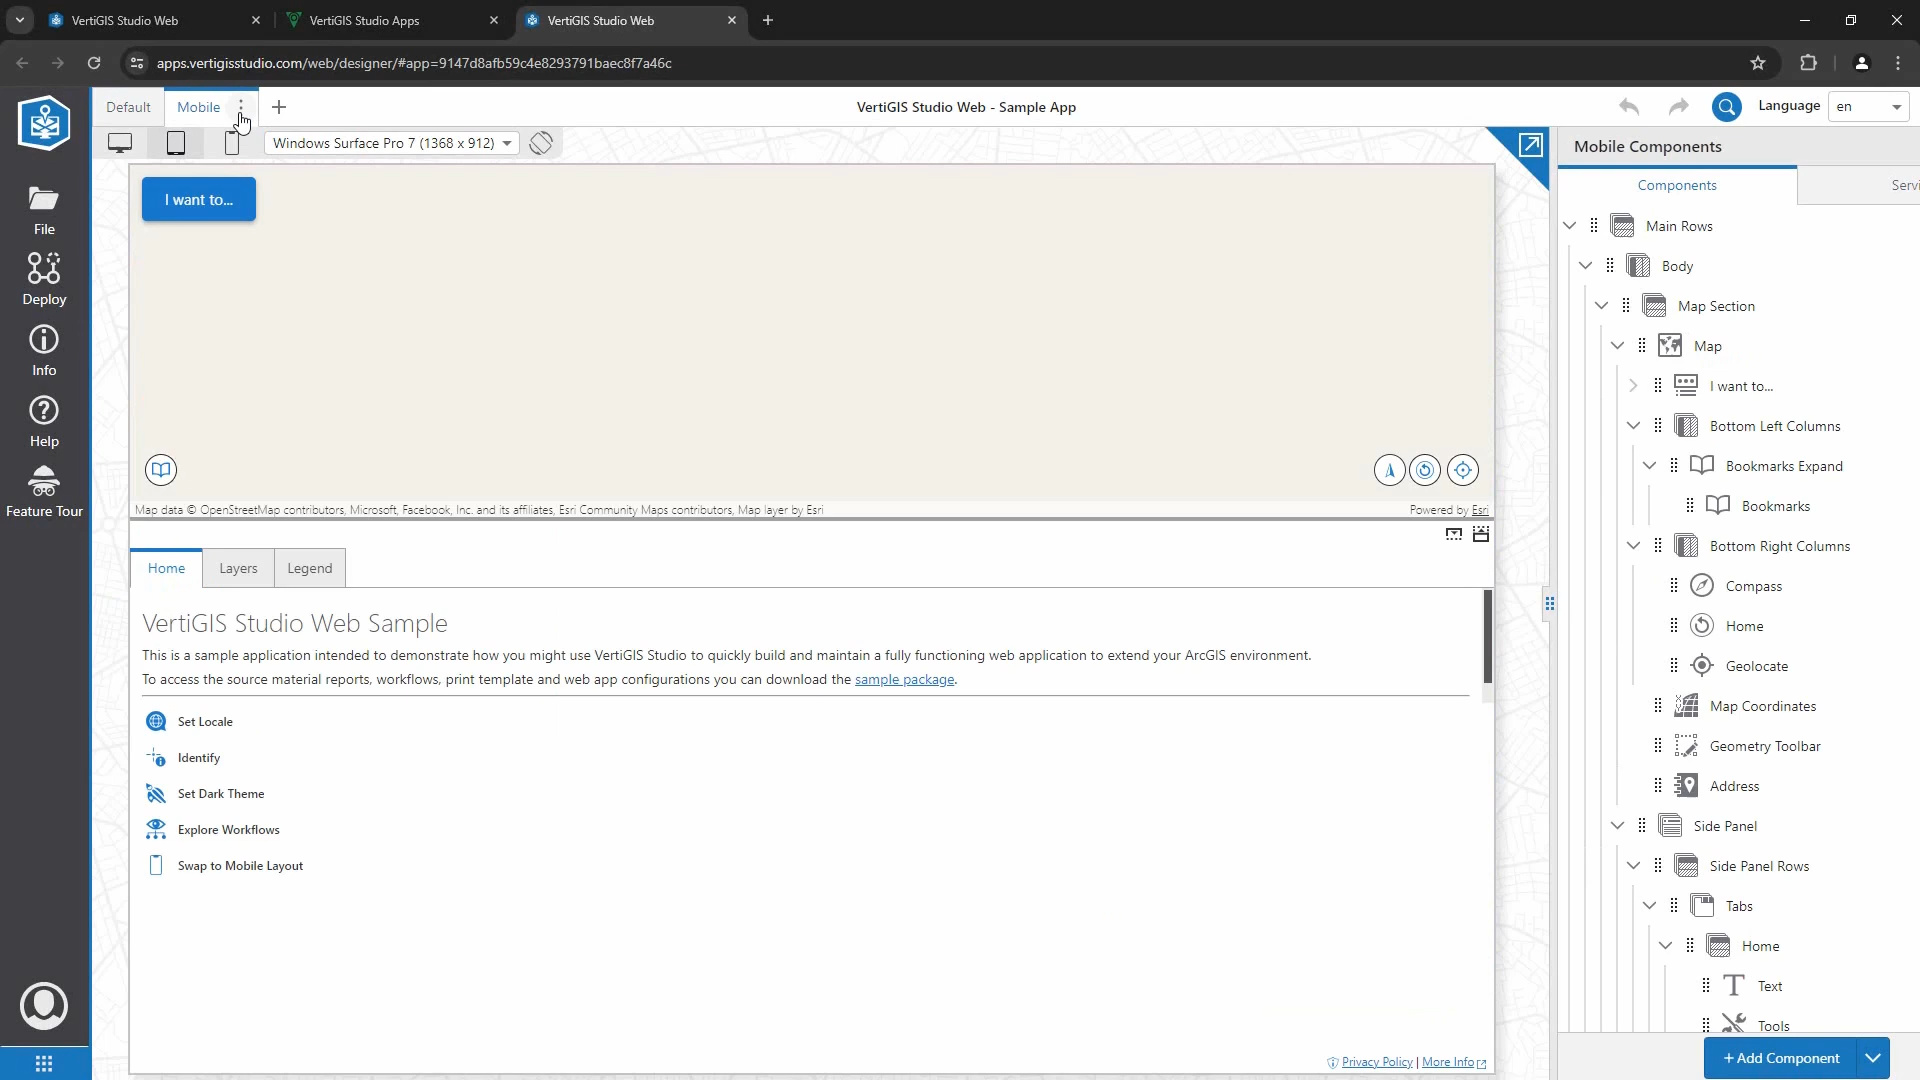 VertiGIS Studio Web
VertiGIS Studio Apps
VertiGIS Studio Web
apps.vertigisstudio.com/web/designer/#app=9147d8afb59c4e8293791baec8f7a46c
Default
Mobile
VertiGIS Studio Web - Sample App
Language
en
Windows Surface Pro 7 (1368 x 912)
File
Deploy
Info
Help
Feature Tour
I want to...
Map data © OpenStreetMap contributors, Microsoft, Facebook, Inc. and its affiliates, Esri Community Maps contributors, Map layer by Esri
Powered by Esri
Home
Layers
Legend
VertiGIS Studio Web Sample
This is a sample application intended to demonstrate how you might use VertiGIS Studio to quickly build and maintain a fully functioning web application to extend your ArcGIS environment.
To access the source material reports, workflows, print template and web app configurations you can download the sample package.
Set Locale
Identify
Set Dark Theme
Explore Workflows
Swap to Mobile Layout
Privacy Policy | More Info
Mobile Components
Components
Servi
Main Rows
Body
Map Section
Map
I want to...
Bottom Left Columns
Bookmarks Expand
Bookmarks
Bottom Right Columns
Compass
Home
Geolocate
Map Coordinates
Geometry Toolbar
Address
Side Panel
Side Panel Rows
Tabs
Home
Text
Tools
+ Add Component